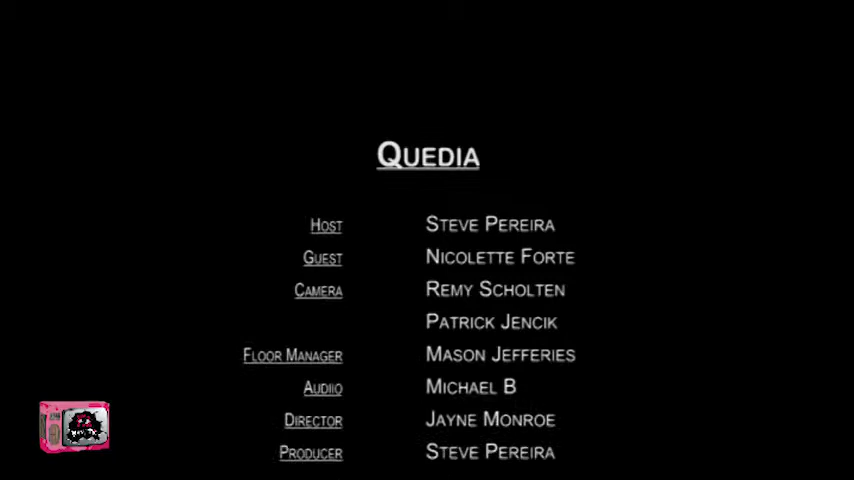 QUEDIA
HOST STEVE PEREIRA
GUEST NICOLETTE FORTE
CAMERA REMY SCHOLTEN
PATRICK JENCIK
FLOOR MANAGER MASON JEFFERIES
AUDIIO MICHAEL B
DIRECTOR JAYNE MONROE
PRODUCER STEVE PEREIRA